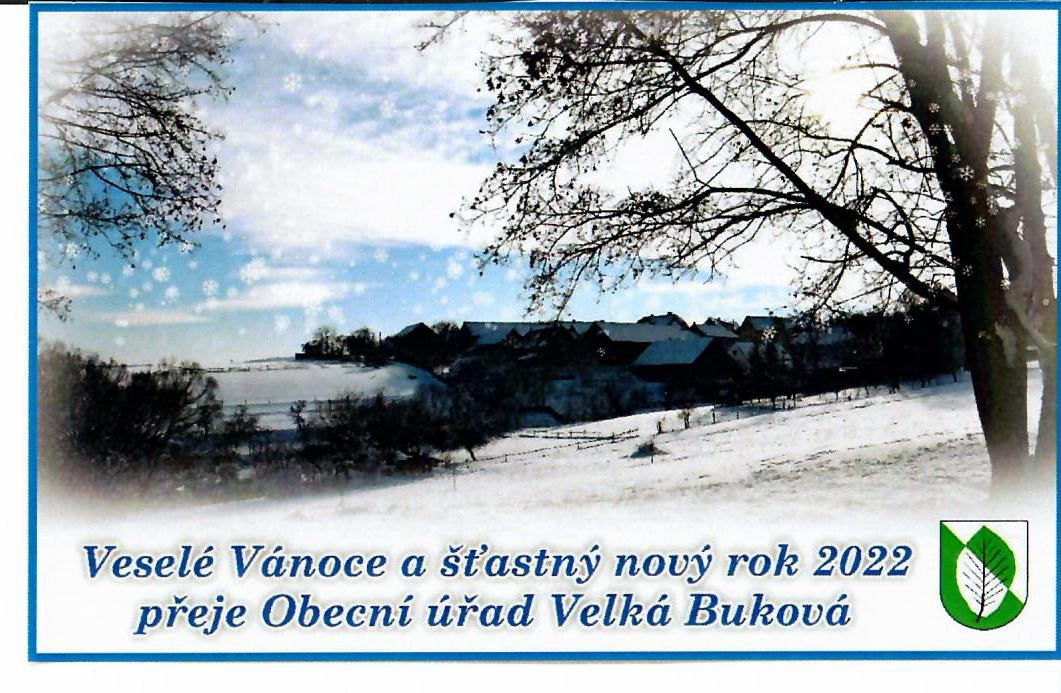 Veselé Vánoce a šťastný nový rok 2022
přeje Obecní úřad Velká Buková